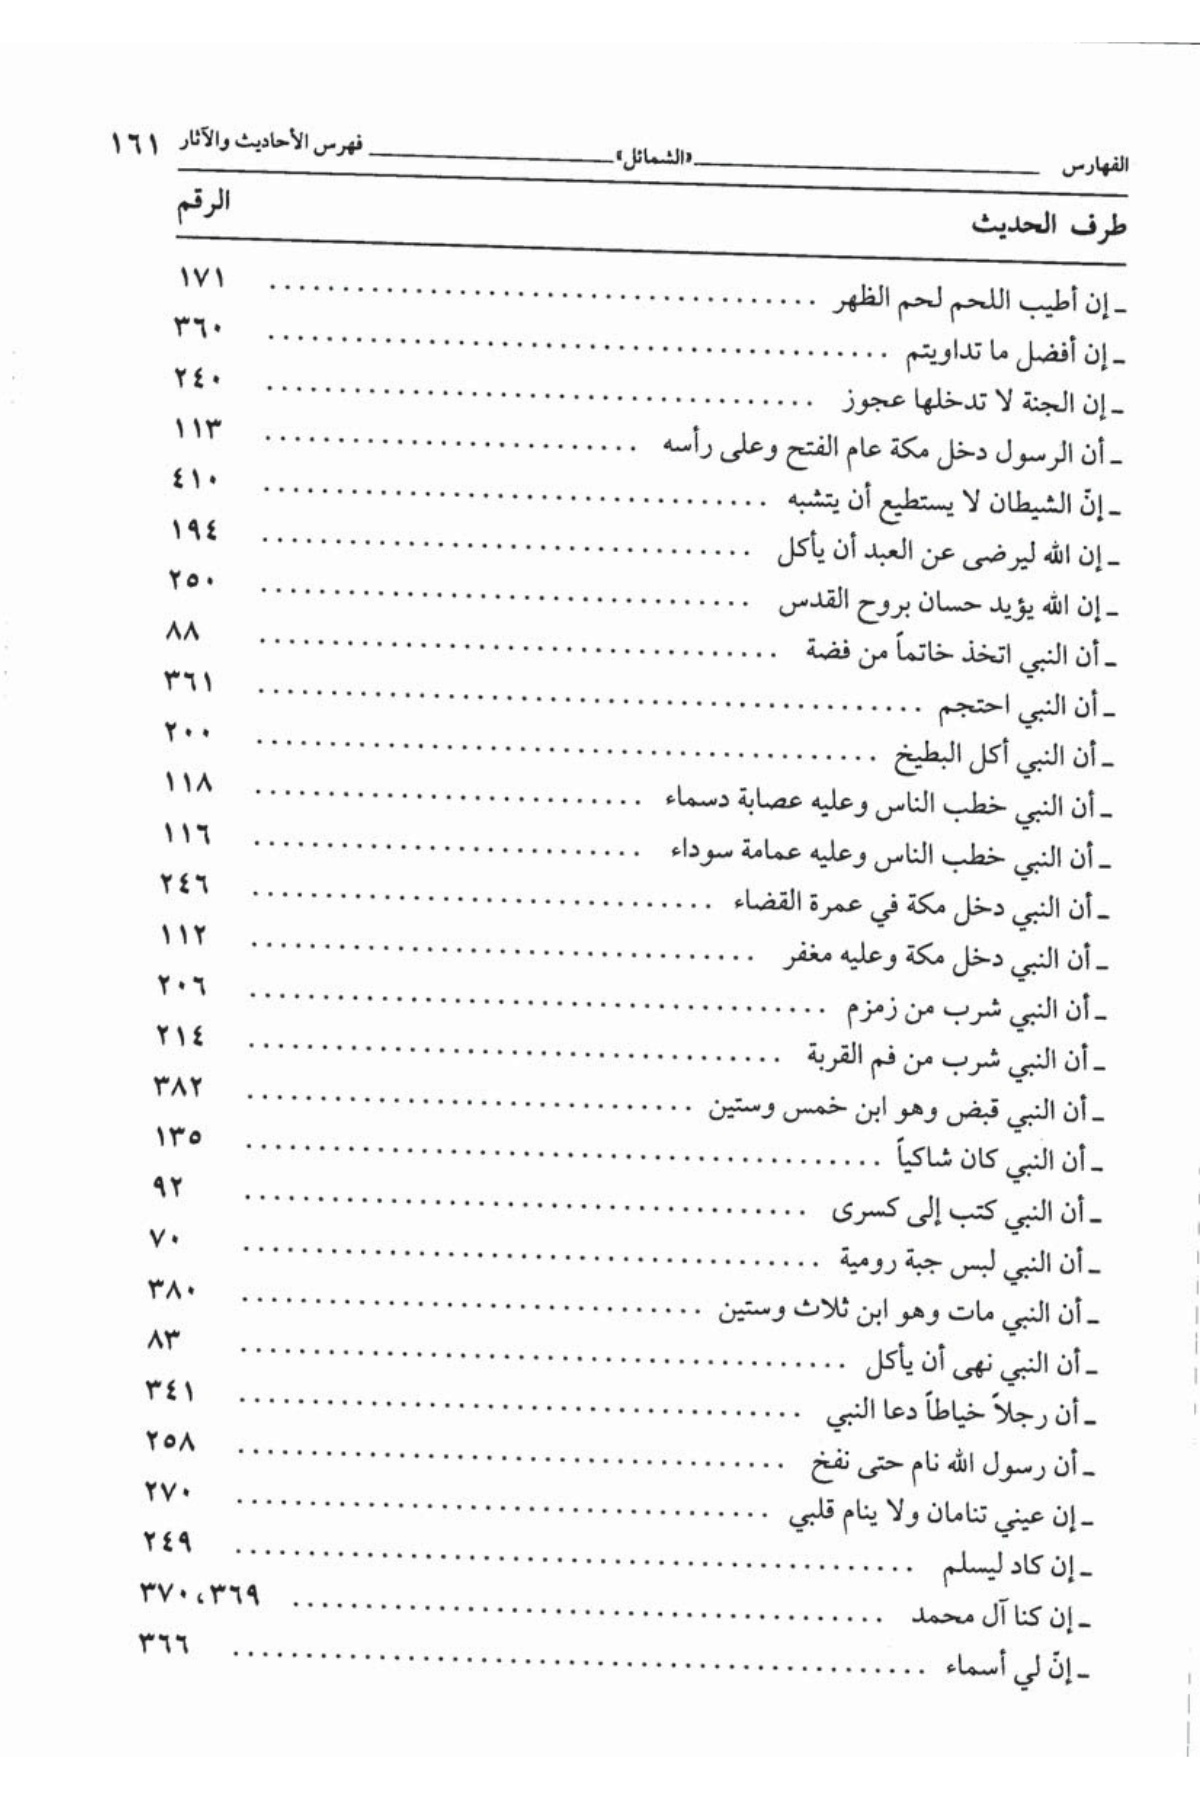 الفهارس ــــــــ «الشمائل» ــــــــ فهرس الأحاديث والآثار ١٦١
طرف الحديث الرقم
ـ إن أطيب اللحم لحم الظهر ........ ١٧١
ـ إن أفضل ما تداويتم ........ ٣٦٠
ـ إن الجنة لا تدخلها عجوز ........ ٢٤٠
ـ أن الرسول دخل مكة عام الفتح وعلى رأسه ........ ١١٣
ـ إنّ الشيطان لا يستطيع أن يتشبه ........ ٤١٠
ـ إن الله ليرضى عن العبد أن يأكل ........ ١٩٤
ـ إن الله يؤيد حسان بروح القدس ........ ٢٥٠
ـ أن النبي اتخذ خاتماً من فضة ........ ٨٨
ـ أن النبي احتجم ........ ٣٦١
ـ أن النبي أكل البطيخ ........ ٢٠٠
ـ أن النبي خطب الناس وعليه عصابة دسماء ........ ١١٨
ـ أن النبي خطب الناس وعليه عمامة سوداء ........ ١١٦
ـ أن النبي دخل مكة في عمرة القضاء ........ ٢٤٦
ـ أن النبي دخل مكة وعليه مغفر ........ ١١٢
ـ أن النبي شرب من زمزم ........ ٢٠٦
ـ أن النبي شرب من فم القربة ........ ٢١٤
ـ أن النبي قبض وهو ابن خمس وستين ........ ٣٨٢
ـ أن النبي كان شاكياً ........ ١٣٥
ـ أن النبي كتب إلى كسرى ........ ٩٢
ـ أن النبي لبس جبة رومية ........ ٧٠
ـ أن النبي مات وهو ابن ثلاث وستين ........ ٣٨٠
ـ أن النبي نهى أن يأكل ........ ٨٣
ـ أن رجلاً خياطاً دعا النبي ........ ٣٤١
ـ أن رسول الله نام حتى نفخ ........ ٢٥٨
ـ إن عيني تنامان ولا ينام قلبي ........ ٢٧٠
ـ إن كاد ليسلم ........ ٢٤٩
ـ إن كنا آل محمد ........ ٣٦٩، ٣٧٠
ـ إنّ لي أسماء ........ ٣٦٦